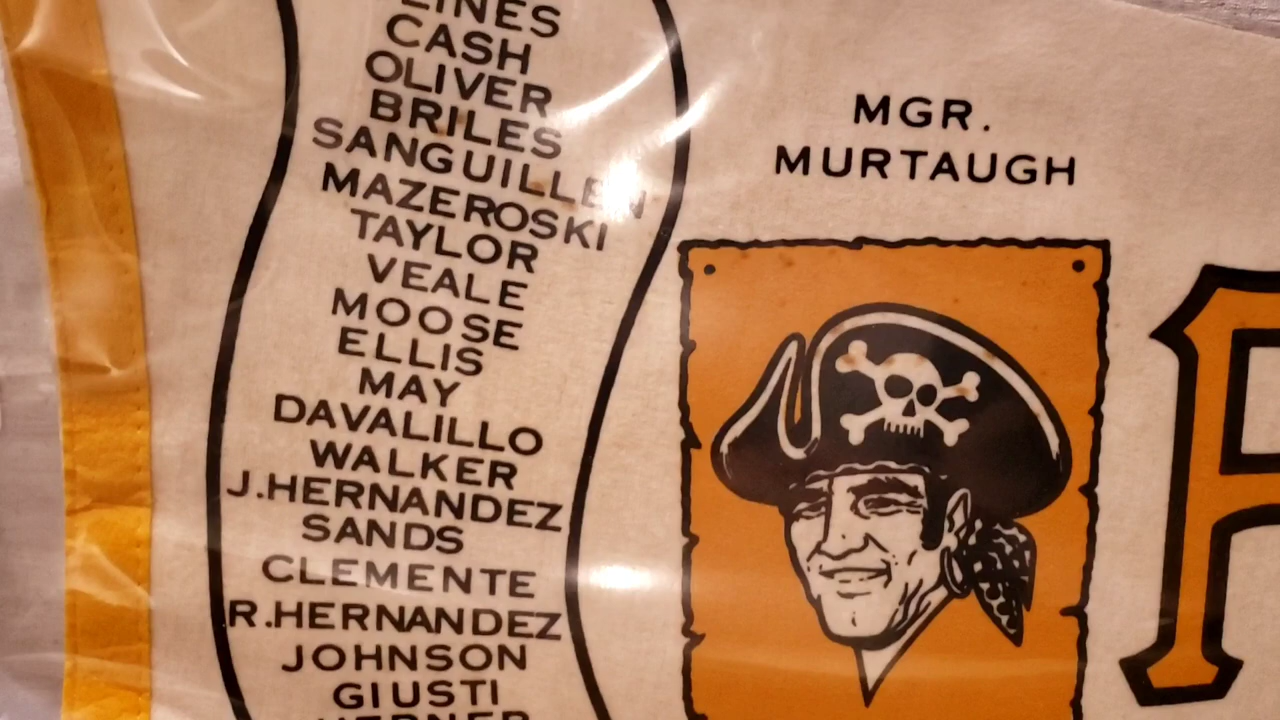 LINES
CASH
OLIVER
BRILES
SANGUILLEN
MAZEROSKI
TAYLOR
VEALE
MOOSE
ELLIS
MAY
DAVALILLO
WALKER
J.HERNANDEZ
SANDS
CLEMENTE
R.HERNANDEZ
JOHNSON
GIUSTI
MGR.
MURTAUGH
P